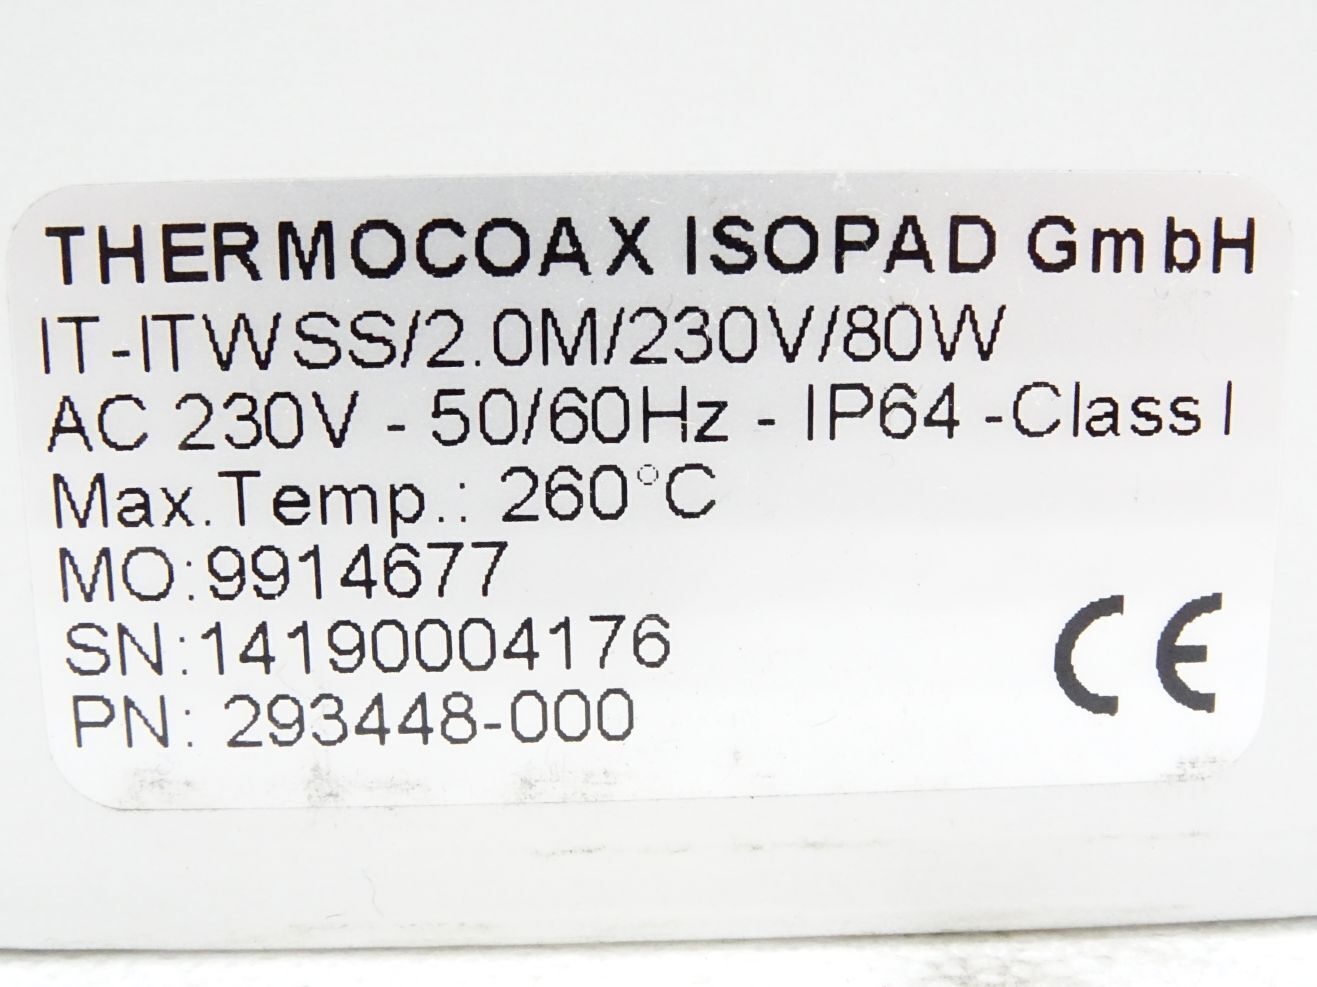 THERMOCOAX ISOPAD GmbH
IT-ITWSS/2.0M/230V/80W
AC 230V - 50/60Hz - IP64 -Class I
Max.Temp.: 260°C
MO:9914677
SN:14190004176
PN: 293448-000
CE